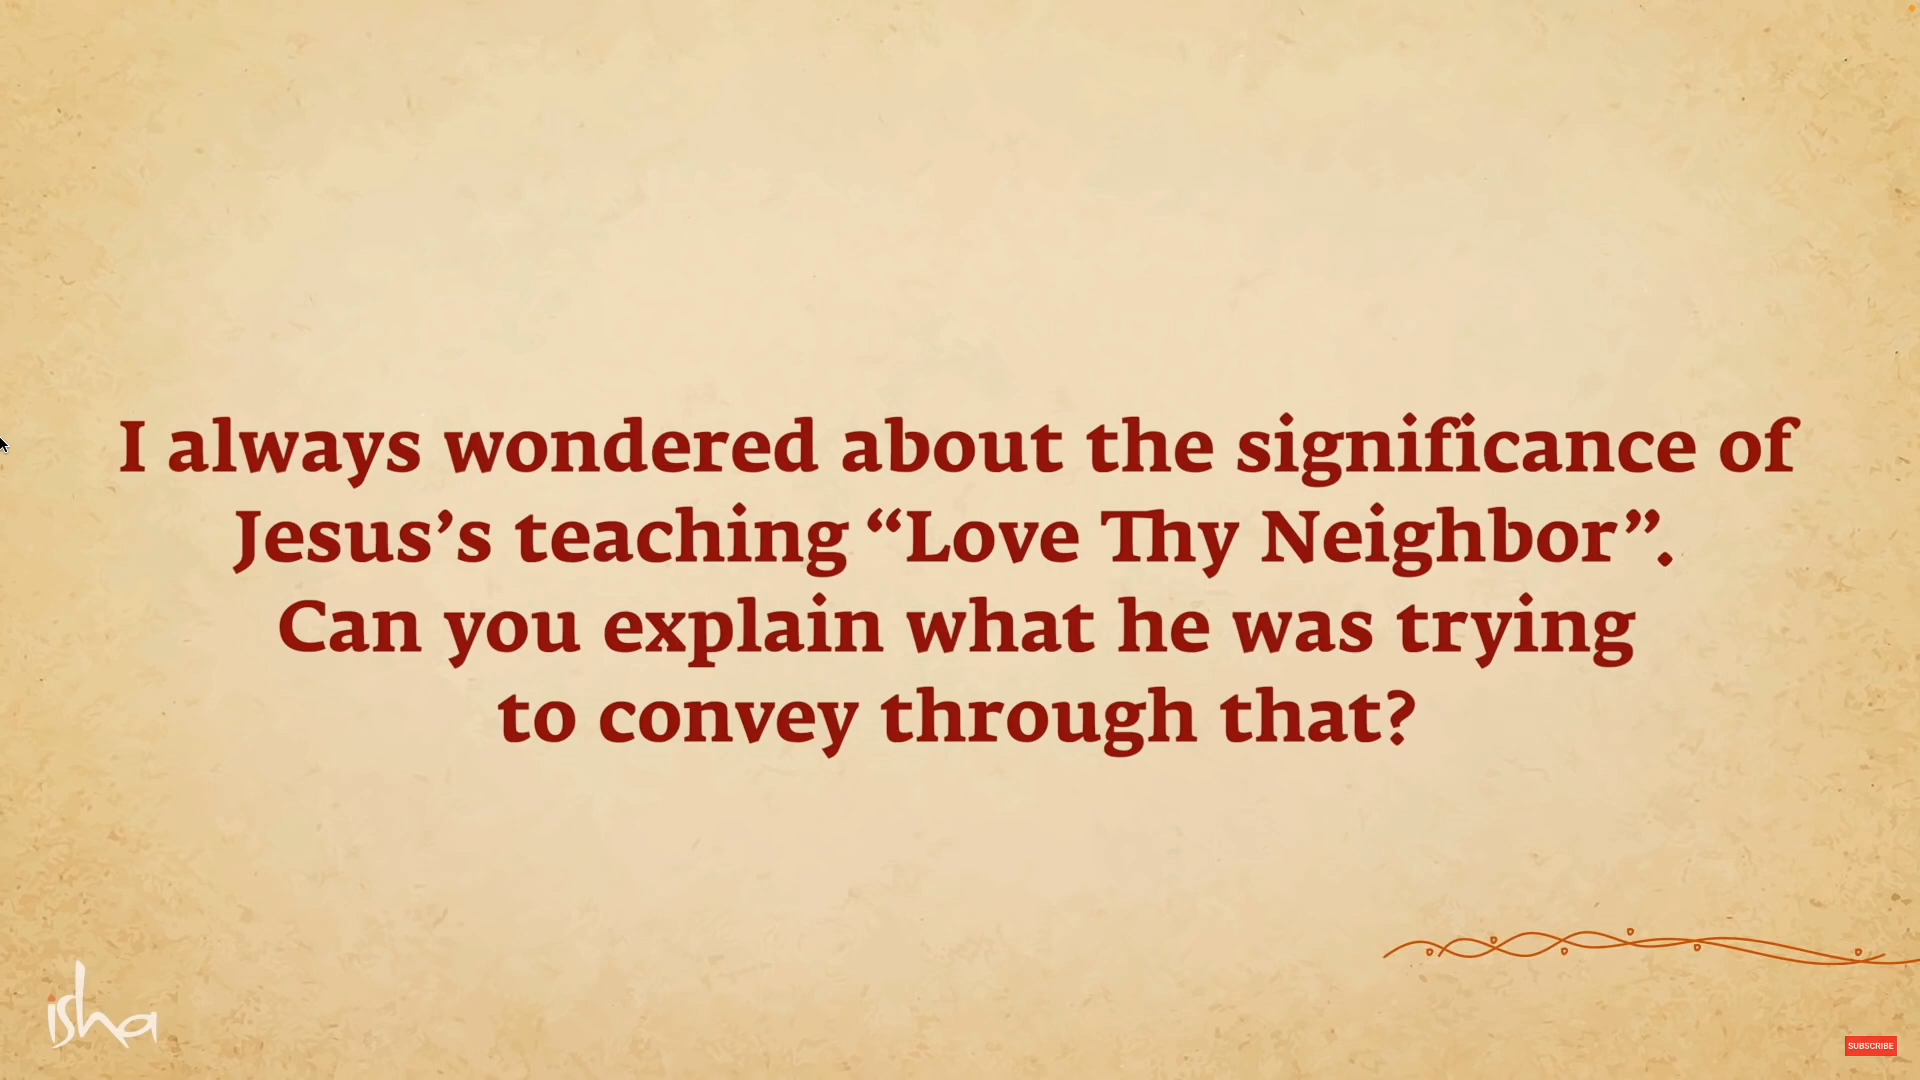 I always wondered about the significance of
Jesus’s teaching “Love Thy Neighbor”.
Can you explain what he was trying
to convey through that?
isha
SUBSCRIBE